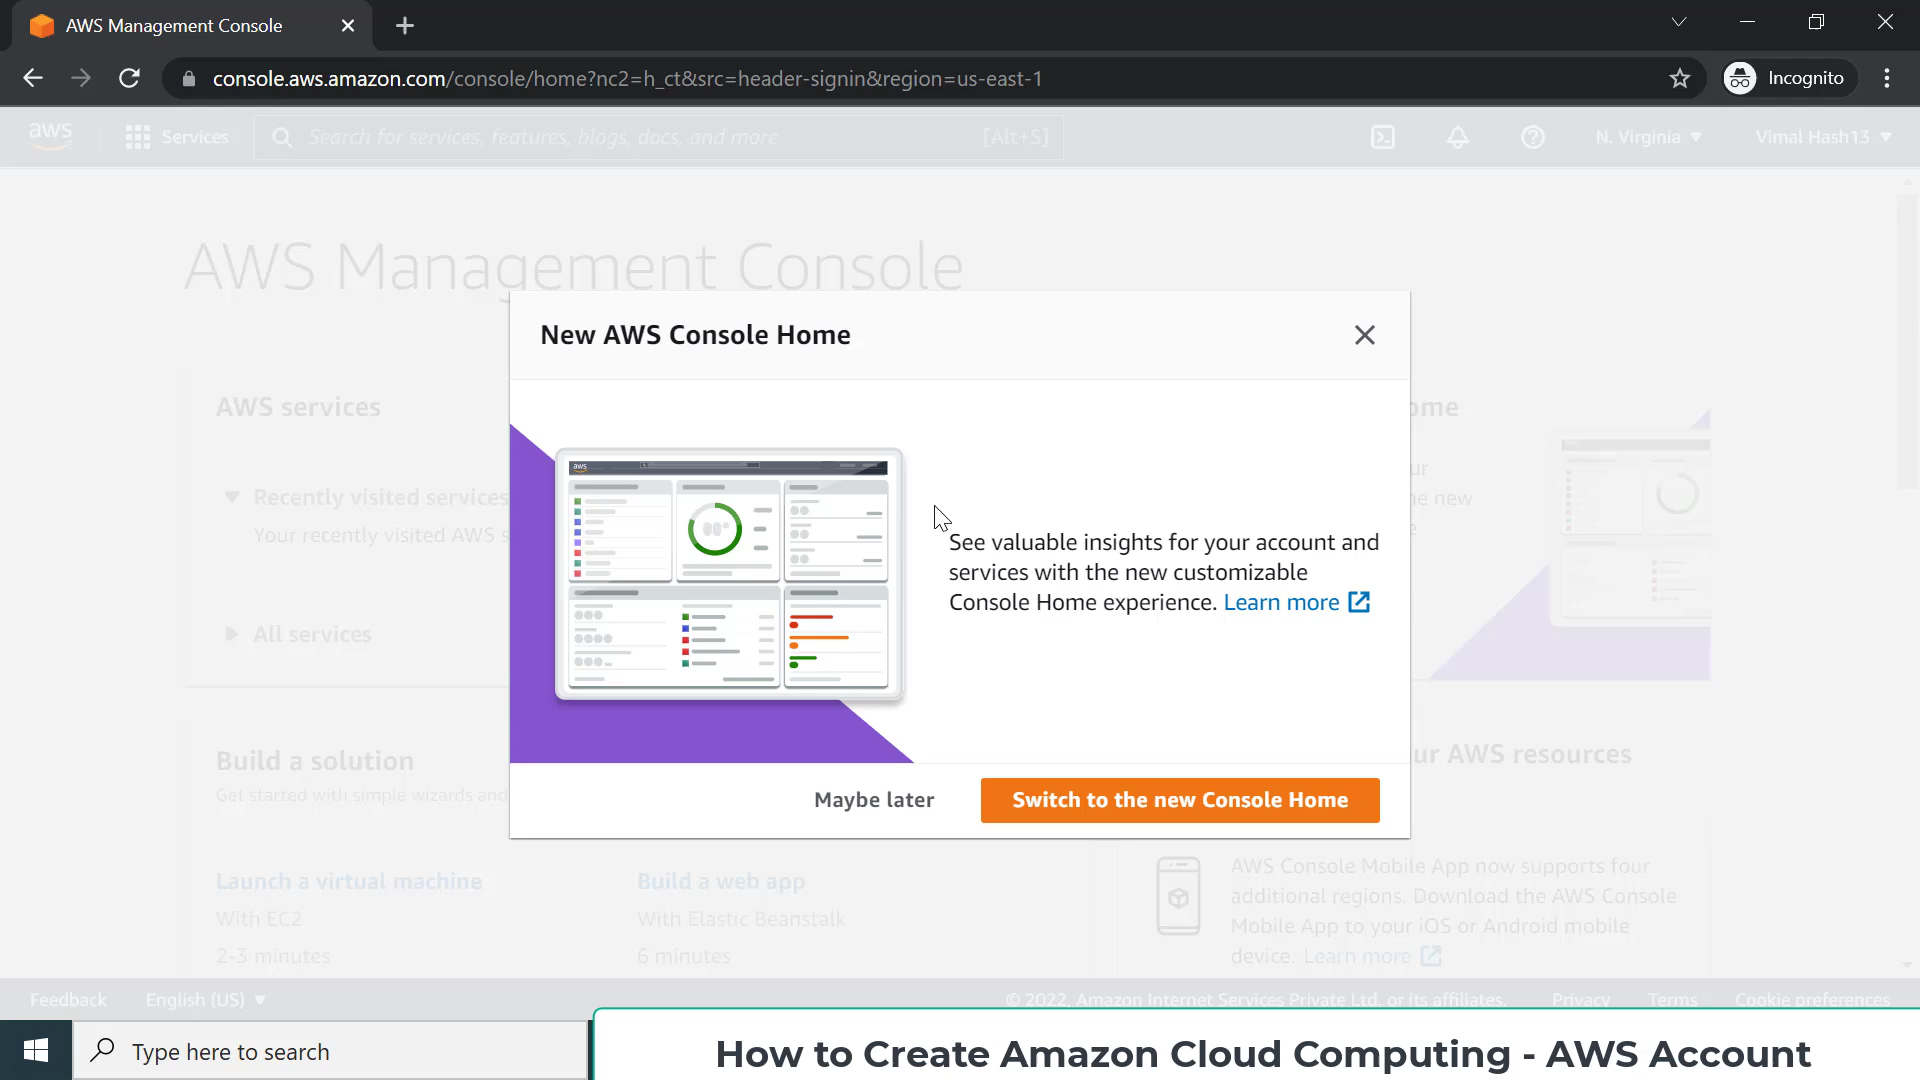 AWS Management Console
console.aws.amazon.com/console/home?nc2=h_ct&src=header-signin&region=us-east-1
Incognito
aws
Services
Search for services, features, blogs, docs, and more
[Alt+S]
N. Virginia
Vimal Hash13
AWS Management Console
New AWS Console Home
AWS services
ome
Recently visited services
ur
Your recently visited AWS s
e new
e
aws
See valuable insights for your account and
services with the new customizable
Console Home experience. Learn more
All services
Build a solution
ur AWS resources
Get started with simple wizards and
Maybe later
Switch to the new Console Home
Launch a virtual machine
With EC2
2-3 minutes
Build a web app
With Elastic Beanstalk
6 minutes
AWS Console Mobile App now supports four
additional regions. Download the AWS Console
Mobile App to your iOS or Android mobile
device. Learn more
Feedback
English (US)
© 2022, Amazon Internet Services Private Ltd. or its affiliates.
Privacy
Terms
Cookie preferences
Type here to search
How to Create Amazon Cloud Computing - AWS Account